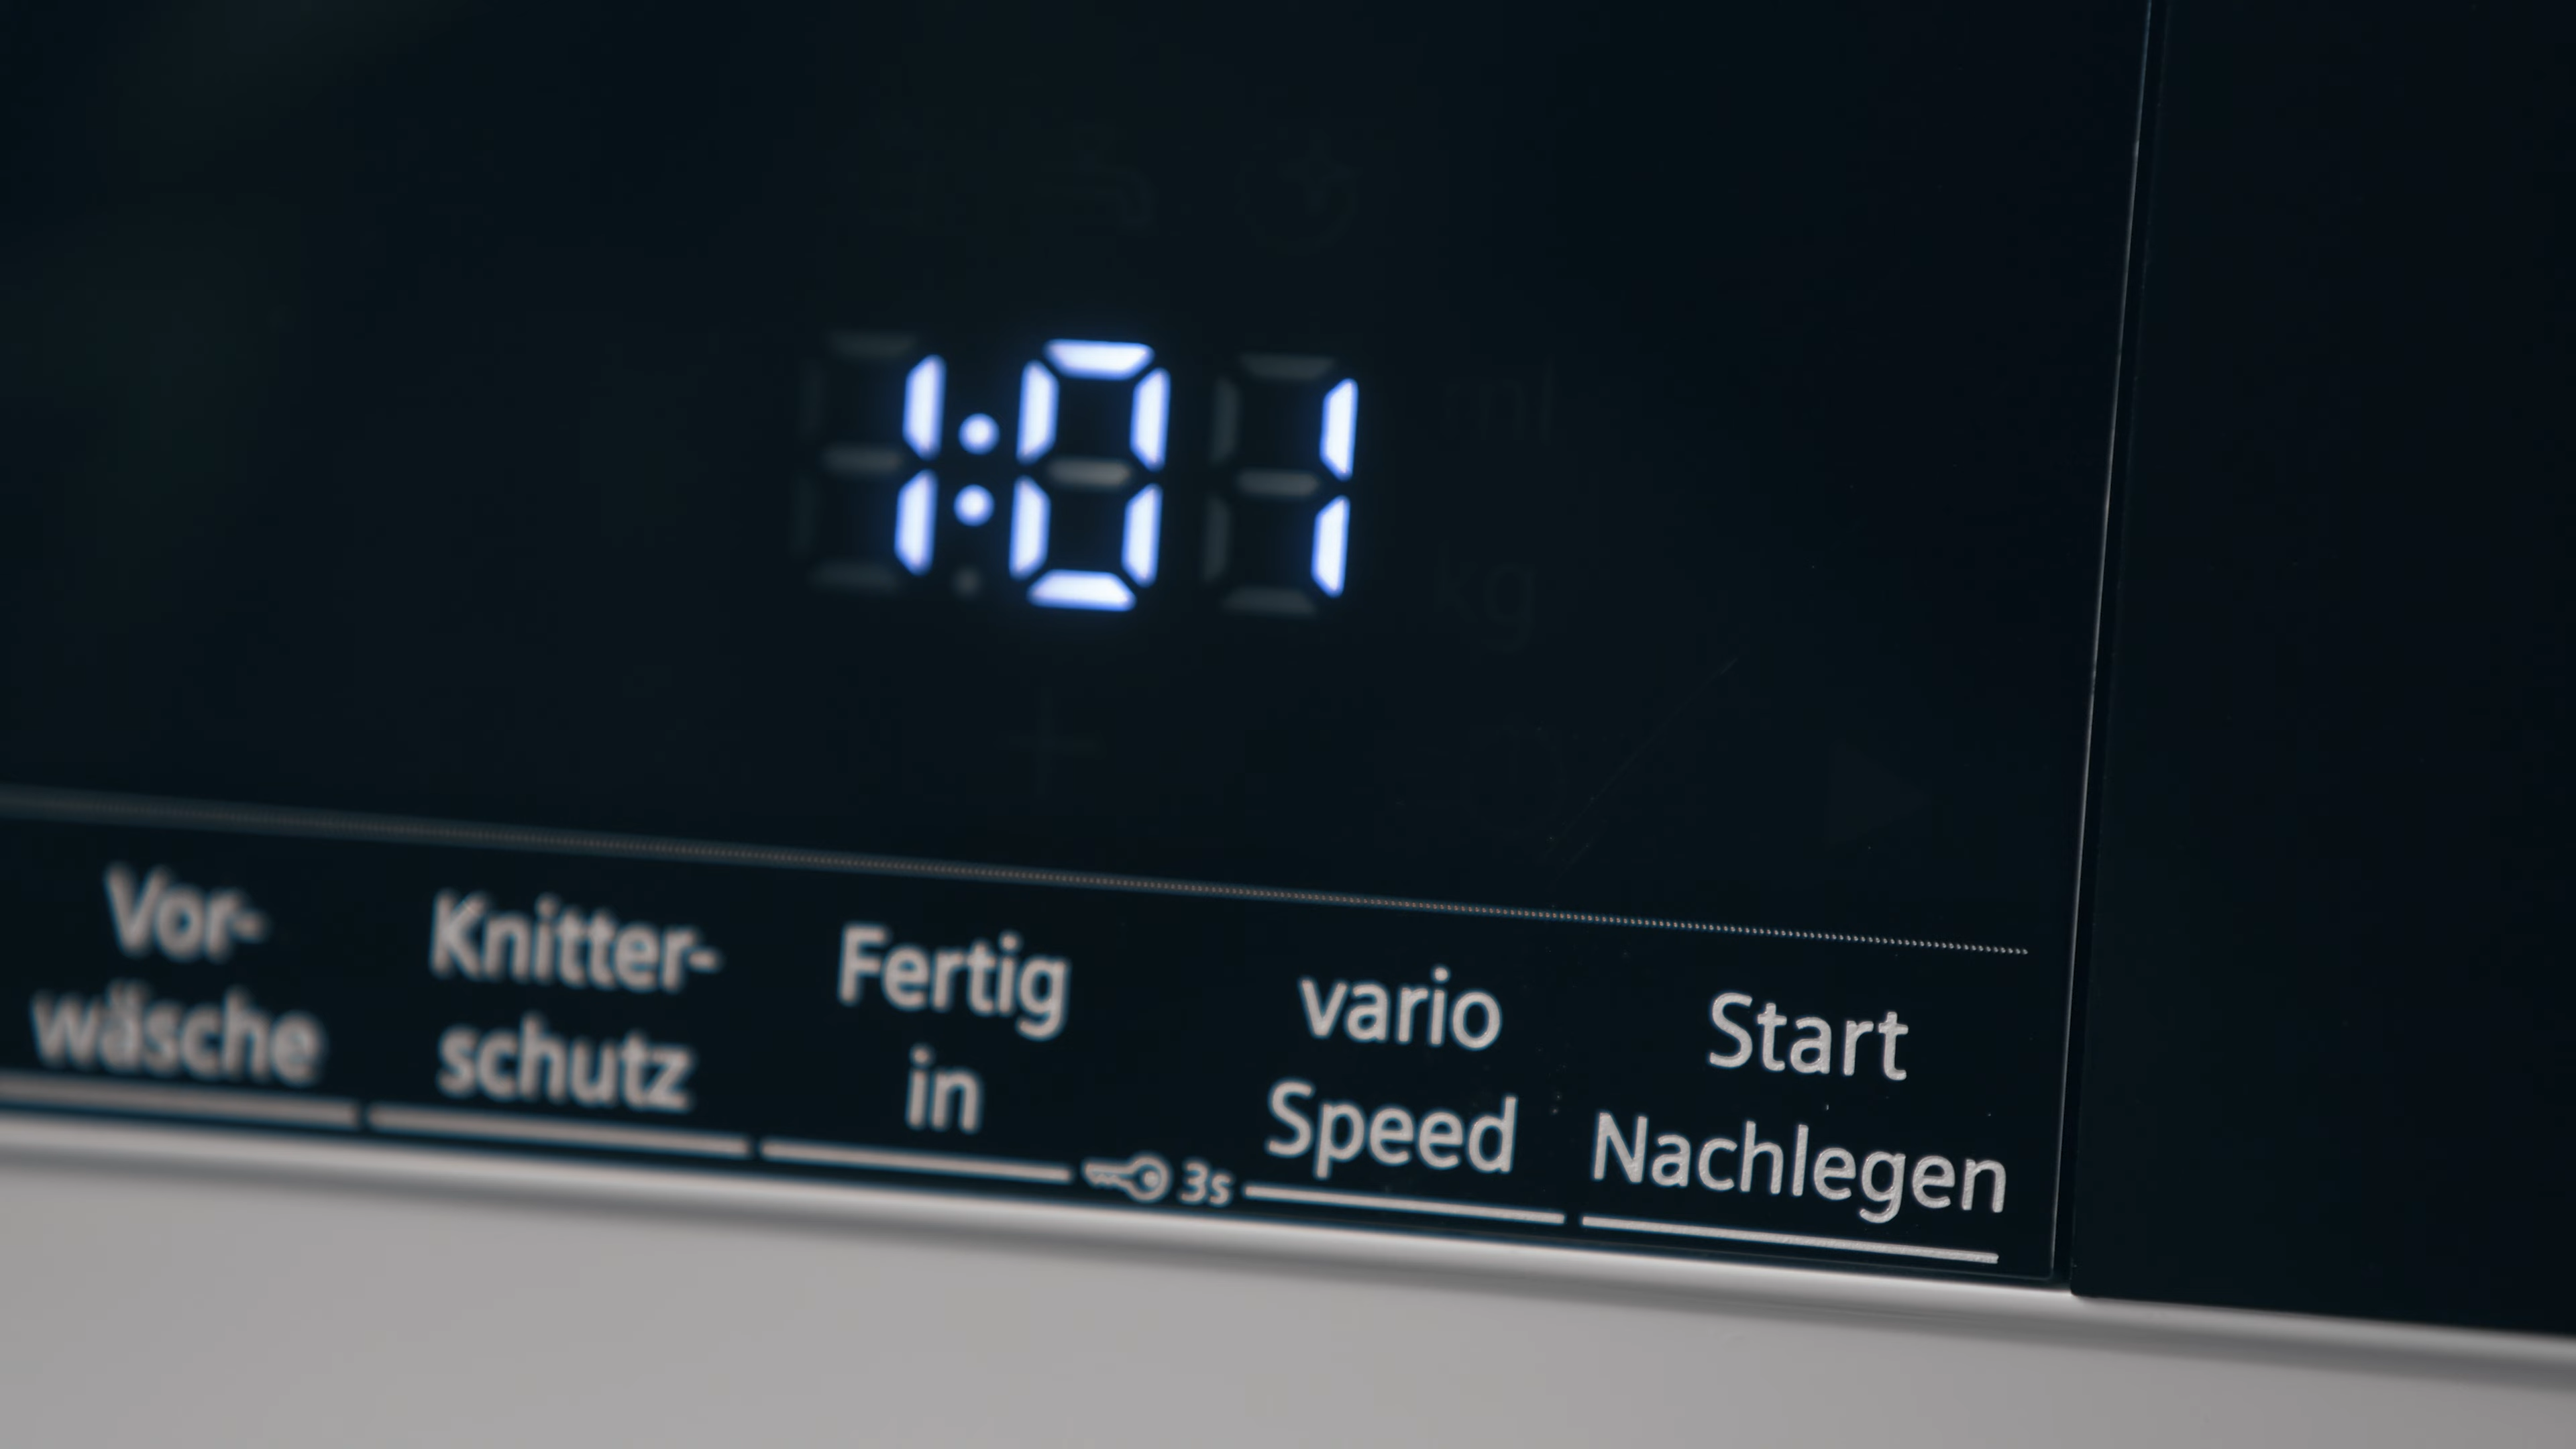 1:01
Vor- Knitter- Fertig vario Start
wäsche schutz in Speed Nachlegen
3s